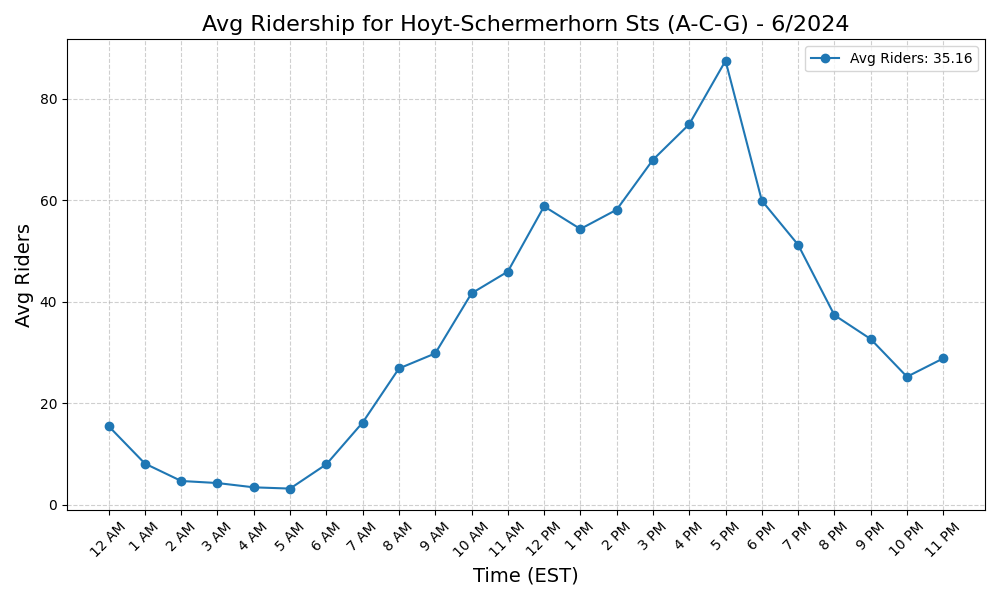 Avg Ridership for Hoyt-Schermerhorn Sts (A-C-G) - 6/2024
Avg Riders: 35.16
Avg Riders
80
60
40
20
0
12 AM
1 AM
2 AM
3 AM
4 AM
5 AM
6 AM
7 AM
8 AM
9 AM
10 AM
11 AM
12 PM
1 PM
2 PM
3 PM
4 PM
5 PM
6 PM
7 PM
8 PM
9 PM
10 PM
11 PM
Time (EST)